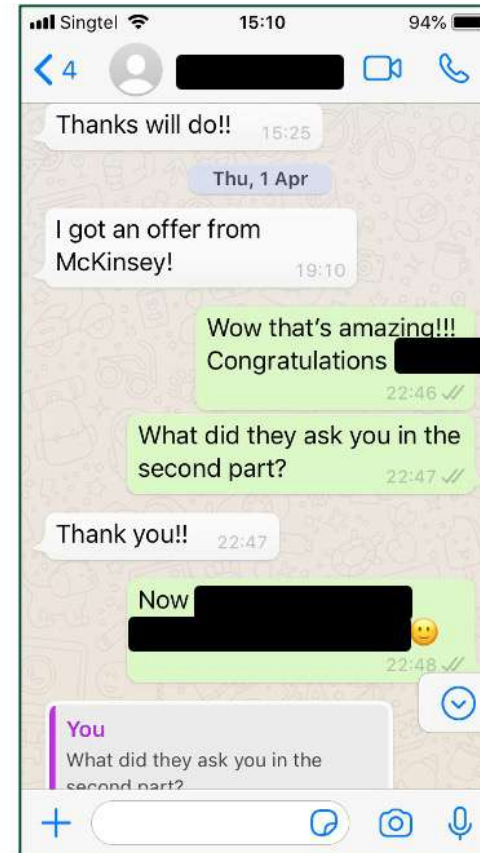 Singtel 15:10 94%
4
Thanks will do!! 15:25
Thu, 1 Apr
I got an offer from
McKinsey! 19:10
Wow that's amazing!!!
Congratulations
22:46
What did they ask you in the
second part? 22:47
Thank you!! 22:47
Now
🙂
22:48
You
What did they ask you in the
second part?